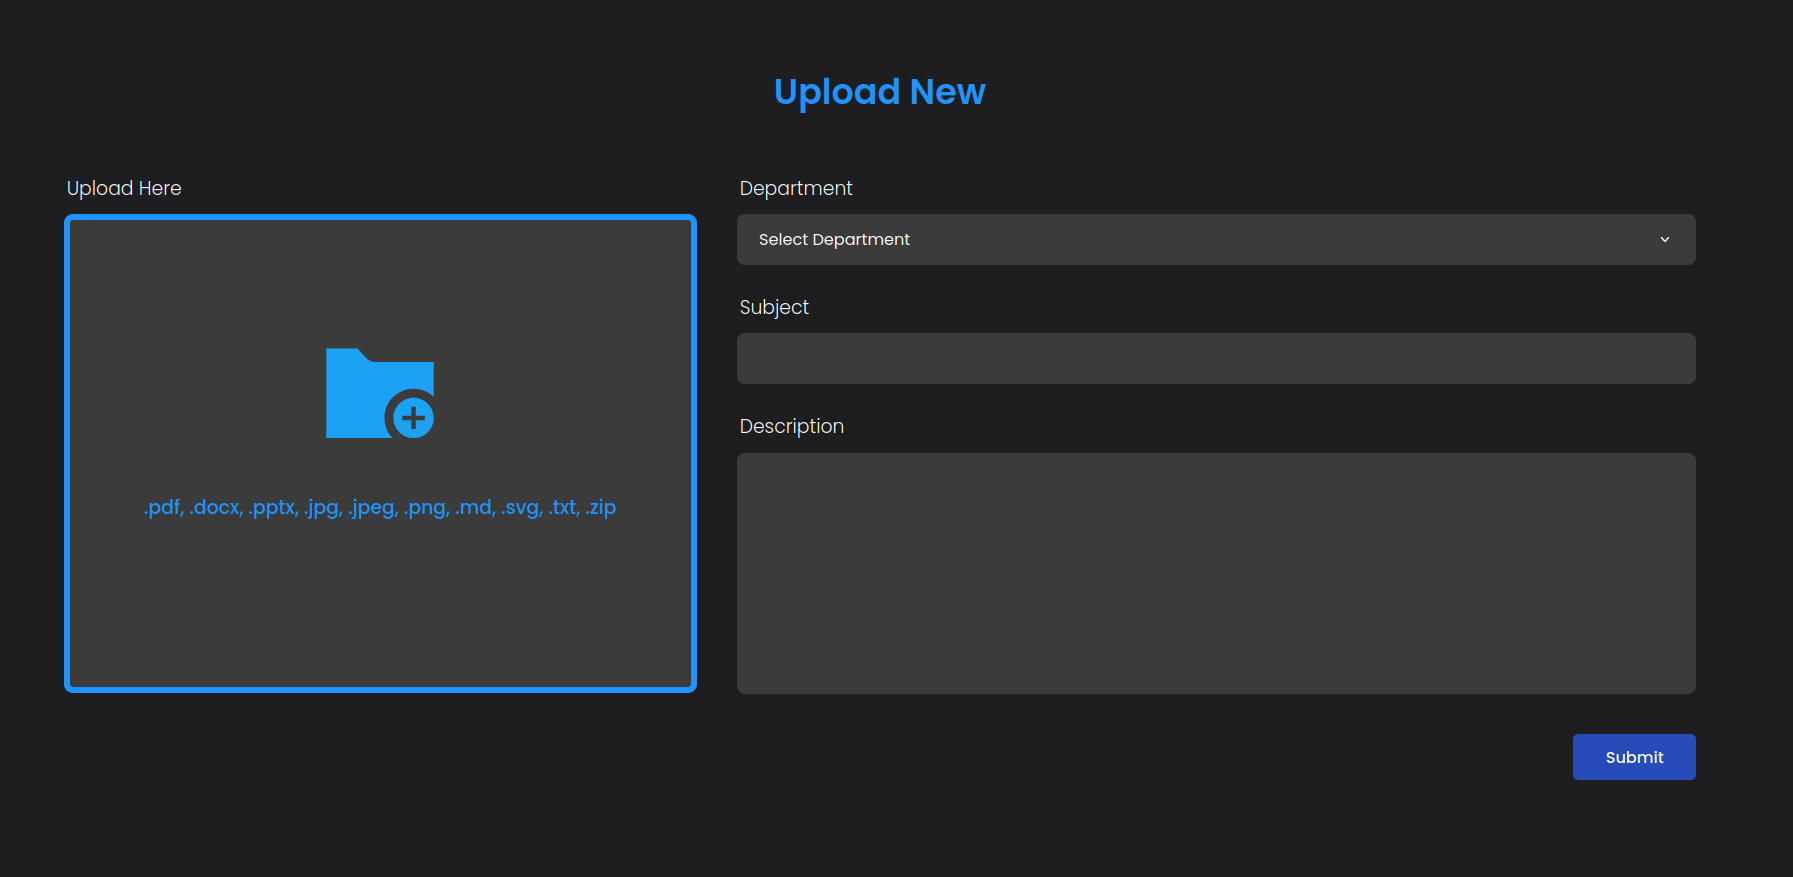 Upload New
Upload Here
.pdf, .docx, .pptx, .jpg, .jpeg, .png, .md, .svg, .txt, .zip
Department
Select Department
Subject
Description
Submit